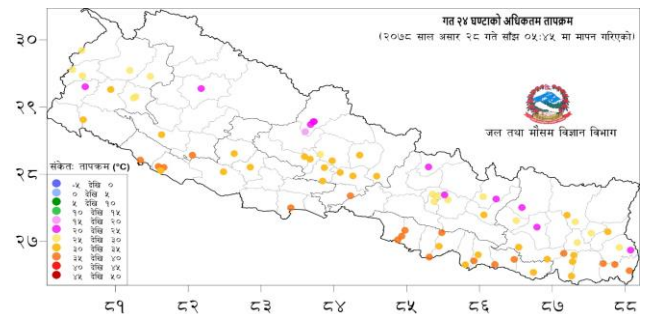 गत २४ घण्टाको अधिकतम तापक्रम
(२०७८ साल असार २८ गते साँझ ०५:४५ मा मापन गरिएको)
जल तथा मौसम विज्ञान विभाग
३०
२९
२८
२७
संकेतः तापक्रम (°C)
-५ देखि ०
० देखि ५
५ देखि १०
१० देखि १५
१५ देखि २०
२० देखि २५
२५ देखि ३०
३० देखि ३५
३५ देखि ४०
४० देखि ४५
४५ देखि ५०
८१ ८२ ८३ ८४ ८५ ८६ ८७ ८८